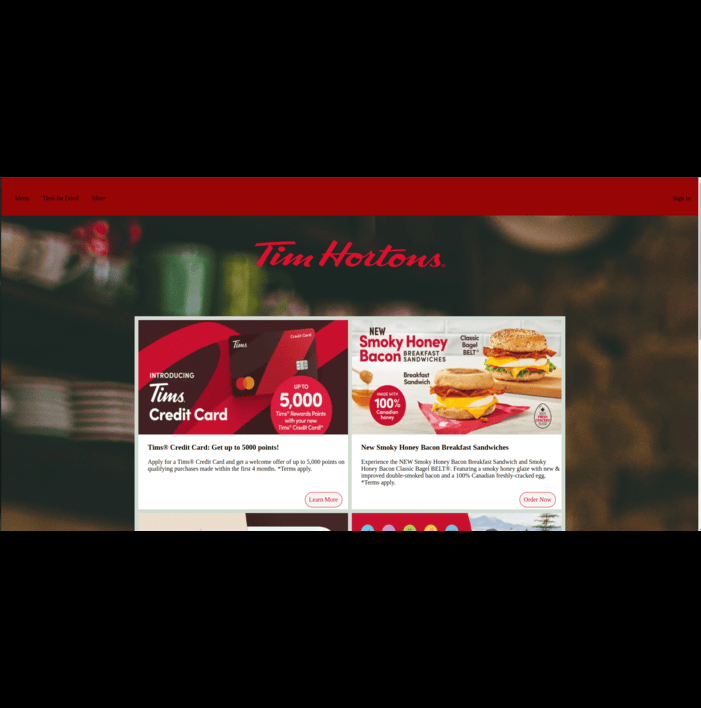 Menu Tims for Good More Sign In
Tim Hortons.
Tims
Credit Card
INTRODUCING
Tims
Credit Card
UP TO
5,000
Tims® Rewards Points
with your new
Tims® Credit Card*
NEW
Smoky Honey
Bacon BREAKFAST SANDWICHES
Classic
Bagel
BELT®
Breakfast
Sandwich
MADE WITH
100%
Canadian
honey
Tims® Credit Card: Get up to 5000 points!
Apply for a Tims® Credit Card and get a welcome offer of up to 5,000 points on
qualifying purchases made within the first 4 months. *Terms apply.
Learn More
New Smoky Honey Bacon Breakfast Sandwiches
Experience the NEW Smoky Honey Bacon Breakfast Sandwich and Smoky
Honey Bacon Classic Bagel BELT®. Featuring a smoky honey glaze with new &
improved double-smoked bacon and a 100% Canadian freshly-cracked egg.
*Terms apply.
Order Now